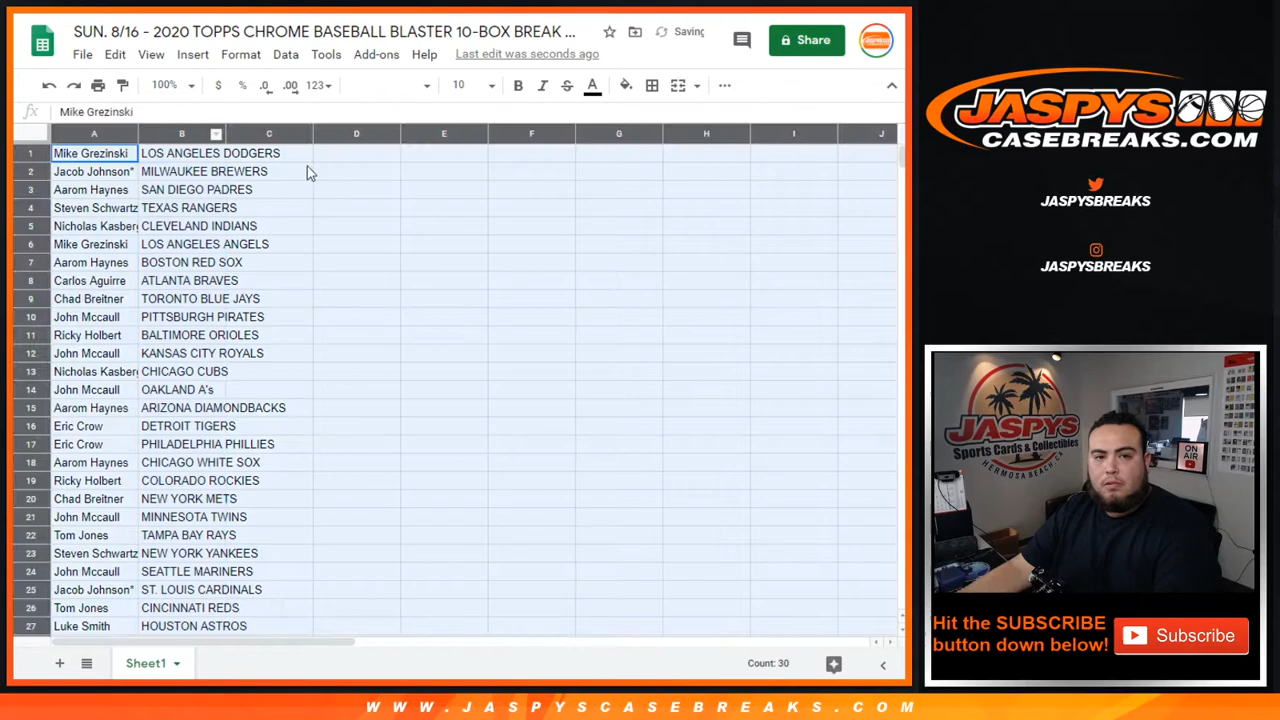 SUN. 8/16 - 2020 TOPPS CHROME BASEBALL BLASTER 10-BOX BREAK ...
Saving
Share
File Edit View Insert Format Data Tools Add-ons Help Last edit was seconds ago
100% $ % .0 .00 123 10 B I S A ...
fx Mike Grezinski
A B C D E F G H I J
1 Mike Grezinski LOS ANGELES DODGERS
2 Jacob Johnson* MILWAUKEE BREWERS
3 Aarom Haynes SAN DIEGO PADRES
4 Steven Schwartz TEXAS RANGERS
5 Nicholas Kasberg CLEVELAND INDIANS
6 Mike Grezinski LOS ANGELES ANGELS
7 Aarom Haynes BOSTON RED SOX
8 Carlos Aguirre ATLANTA BRAVES
9 Chad Breitner TORONTO BLUE JAYS
10 John Mccaull PITTSBURGH PIRATES
11 Ricky Holbert BALTIMORE ORIOLES
12 John Mccaull KANSAS CITY ROYALS
13 Nicholas Kasberg CHICAGO CUBS
14 John Mccaull OAKLAND A's
15 Aarom Haynes ARIZONA DIAMONDBACKS
16 Eric Crow DETROIT TIGERS
17 Eric Crow PHILADELPHIA PHILLIES
18 Aarom Haynes CHICAGO WHITE SOX
19 Ricky Holbert COLORADO ROCKIES
20 Chad Breitner NEW YORK METS
21 John Mccaull MINNESOTA TWINS
22 Tom Jones TAMPA BAY RAYS
23 Steven Schwartz NEW YORK YANKEES
24 John Mccaull SEATTLE MARINERS
25 Jacob Johnson* ST. LOUIS CARDINALS
26 Tom Jones CINCINNATI REDS
27 Luke Smith HOUSTON ASTROS
Sheet1
Count: 30
JASPYS
CASEBREAKS.COM
JASPYSBREAKS
JASPYSBREAKS
JASPYS
Sports Cards & Collectibles
HERMOSA BEACH, CA
ON AIR
Hit the SUBSCRIBE
button down below!
Subscribe
WWW.JASPYSCASEBREAKS.COM